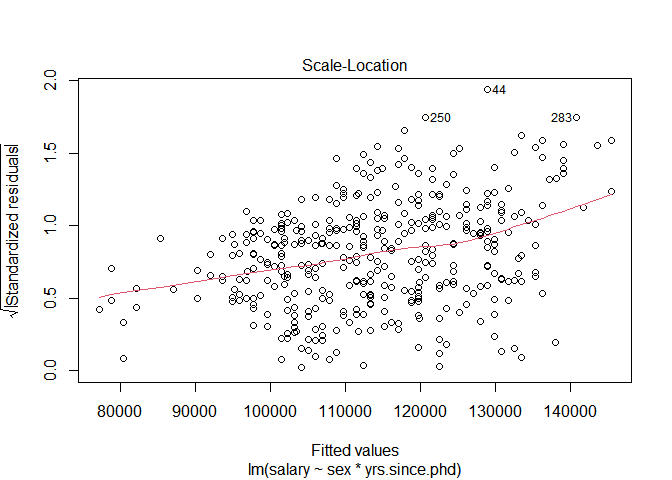 Scale-Location
√|Standardized residuals|
2.0
1.5
1.0
0.5
0.0
44
250
283
80000 90000 100000 110000 120000 130000 140000
Fitted values
lm(salary ~ sex * yrs.since.phd)